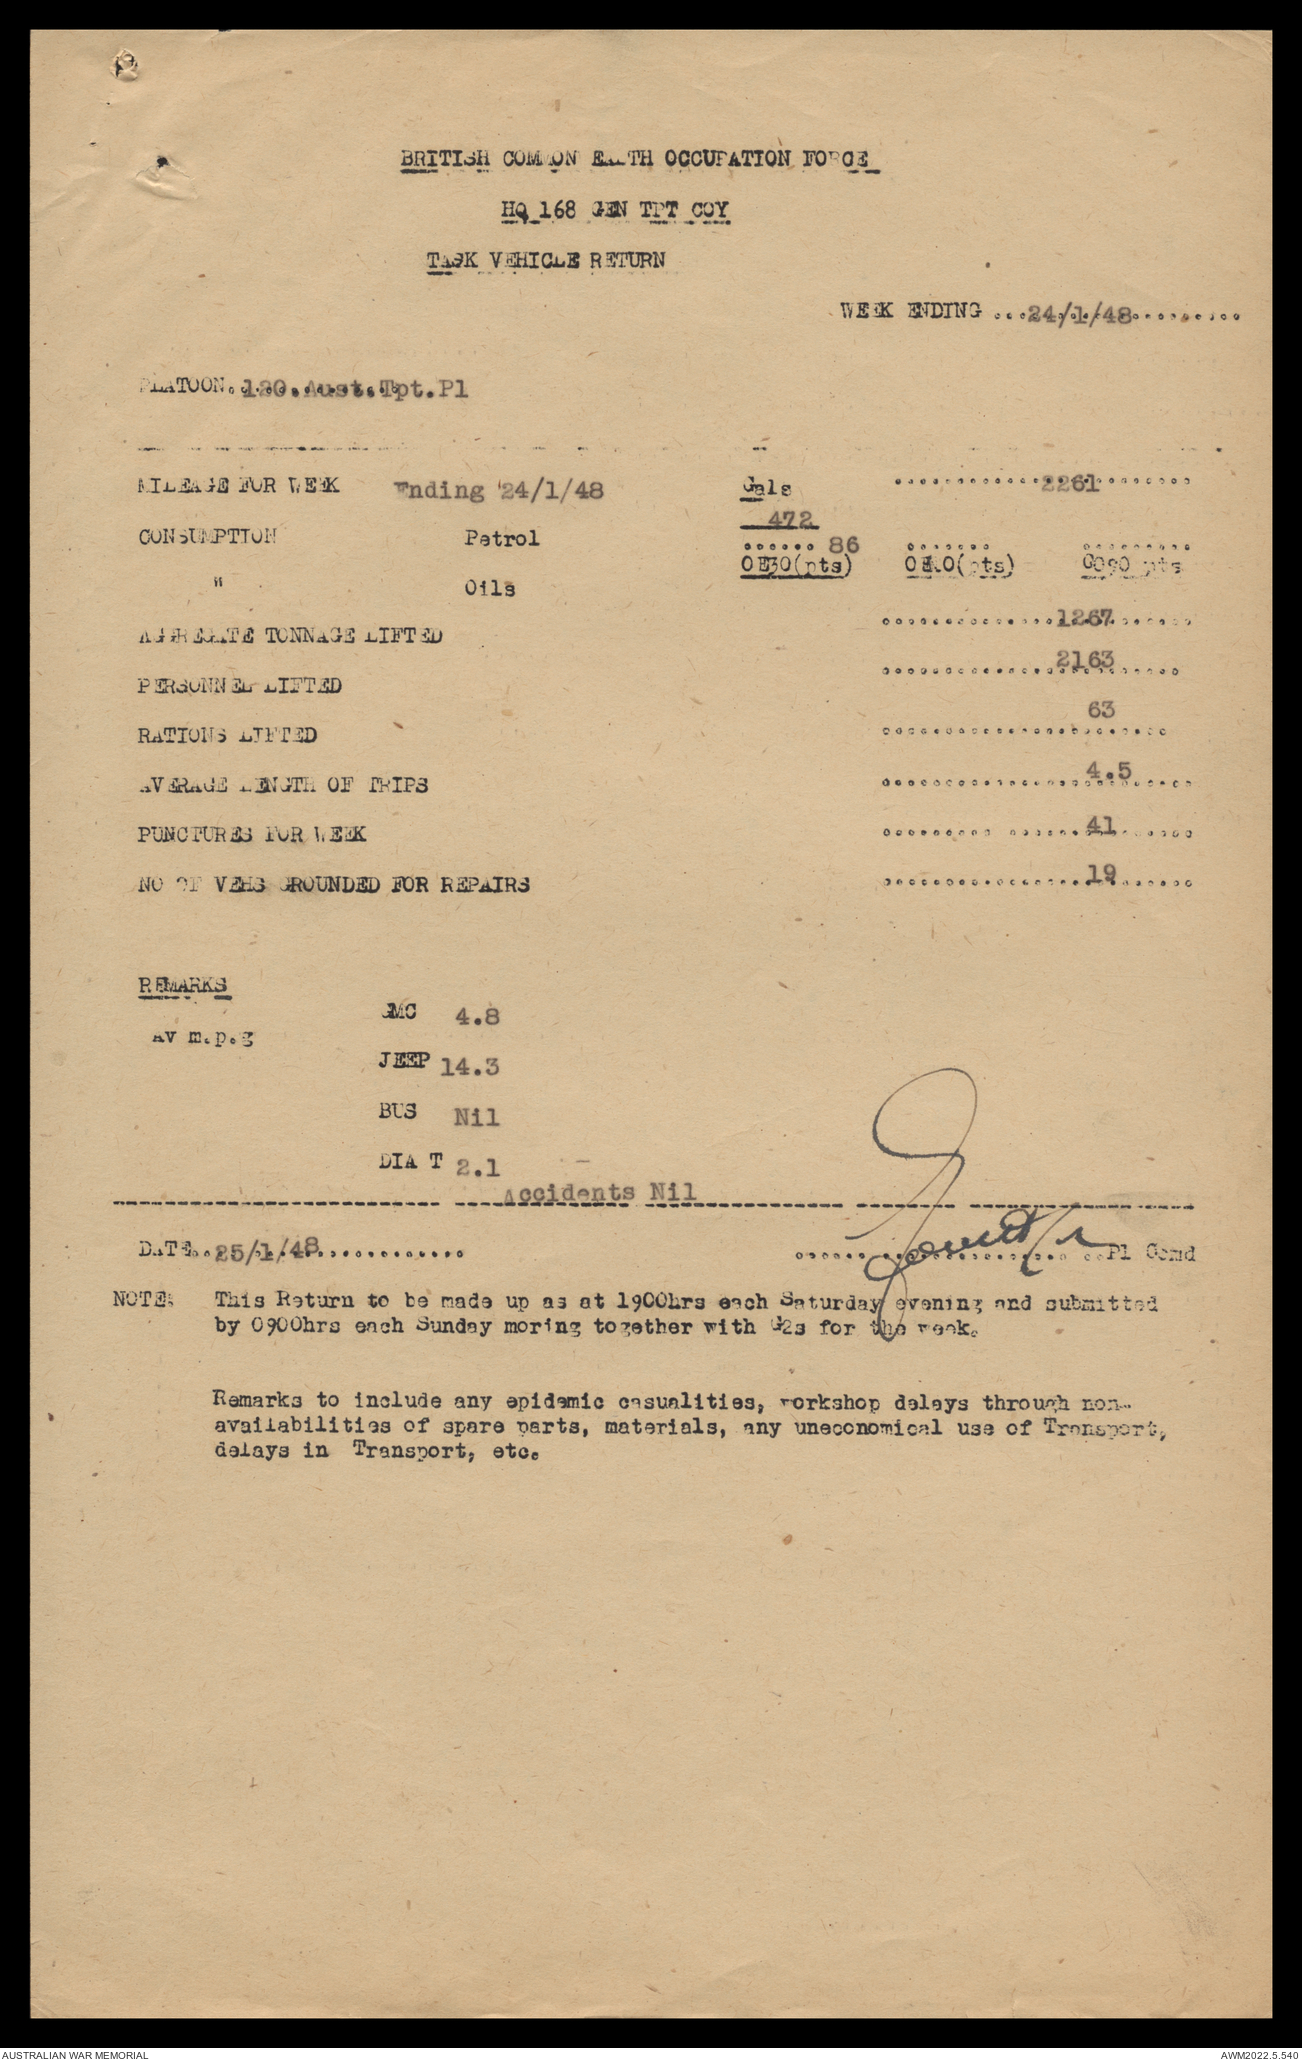 BRITISH COMMONWEALTH OCCUPATION FORCE
HQ 168 GEN TPT COY
TASK VEHICLE RETURN
WEEK ENDING ...24/1/48..........
PLATOON. 120.Aust.Tpt.Pl
MILEAGE FOR WEEK Ending 24/1/48 Gals ............2261........
472
CONSUMPTION Petrol ...... 86 ....... .........
OE30(pts) OE10(pts) C090 pts
" Oils
AGGREGATE TONNAGE LIFTED ...............1267.......
PERSONNEL LIFTED 2163
RATIONS LIFTED 63
AVERAGE LENGTH OF TRIPS 4.5
PUNCTURES FOR WEEK 41
NO OF VEHS GROUNDED FOR REPAIRS 19
REMARKS
Av m.p.g GMC 4.8
JEEP 14.3
BUS Nil
DIA T 2.1
Accidents Nil
DATE..25/1/48............. Pl Comd
NOTE: This Return to be made up as at 1900hrs each Saturday evening and submitted
by 0900hrs each Sunday moring together with G2s for the week.
Remarks to include any epidemic casualities, workshop delays through non-
availabilities of spare parts, materials, any uneconomical use of Transport,
delays in Transport, etc.
AUSTRALIAN WAR MEMORIAL AWM2022.5.540